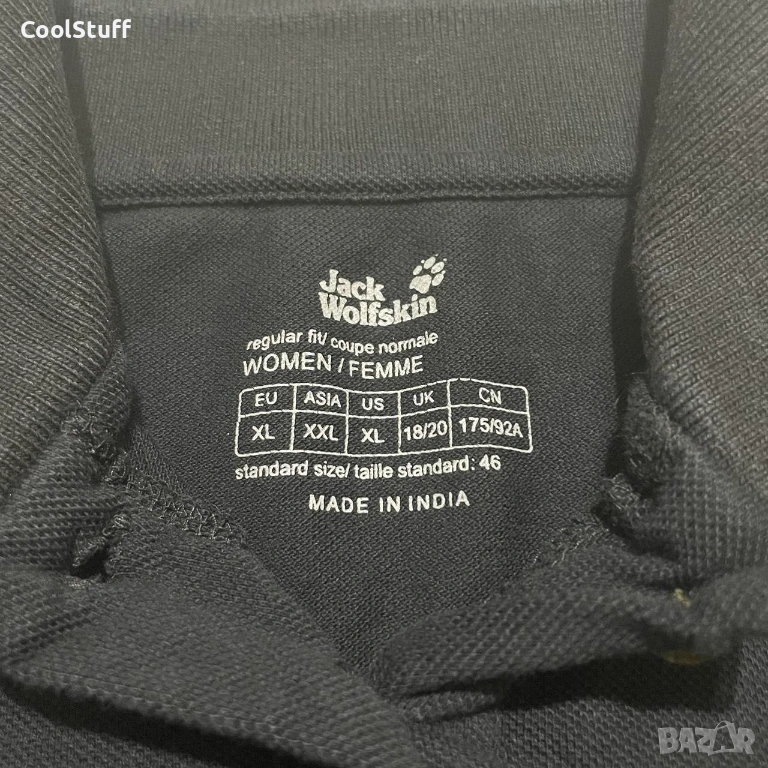 CoolStuff
Jack
Wolfskin
regular fit/ coupe normale
WOMEN / FEMME
EU ASIA US UK CN
XL XXL XL 18/20 175/92A
standard size/ taille standard: 46
MADE IN INDIA
BAZAR